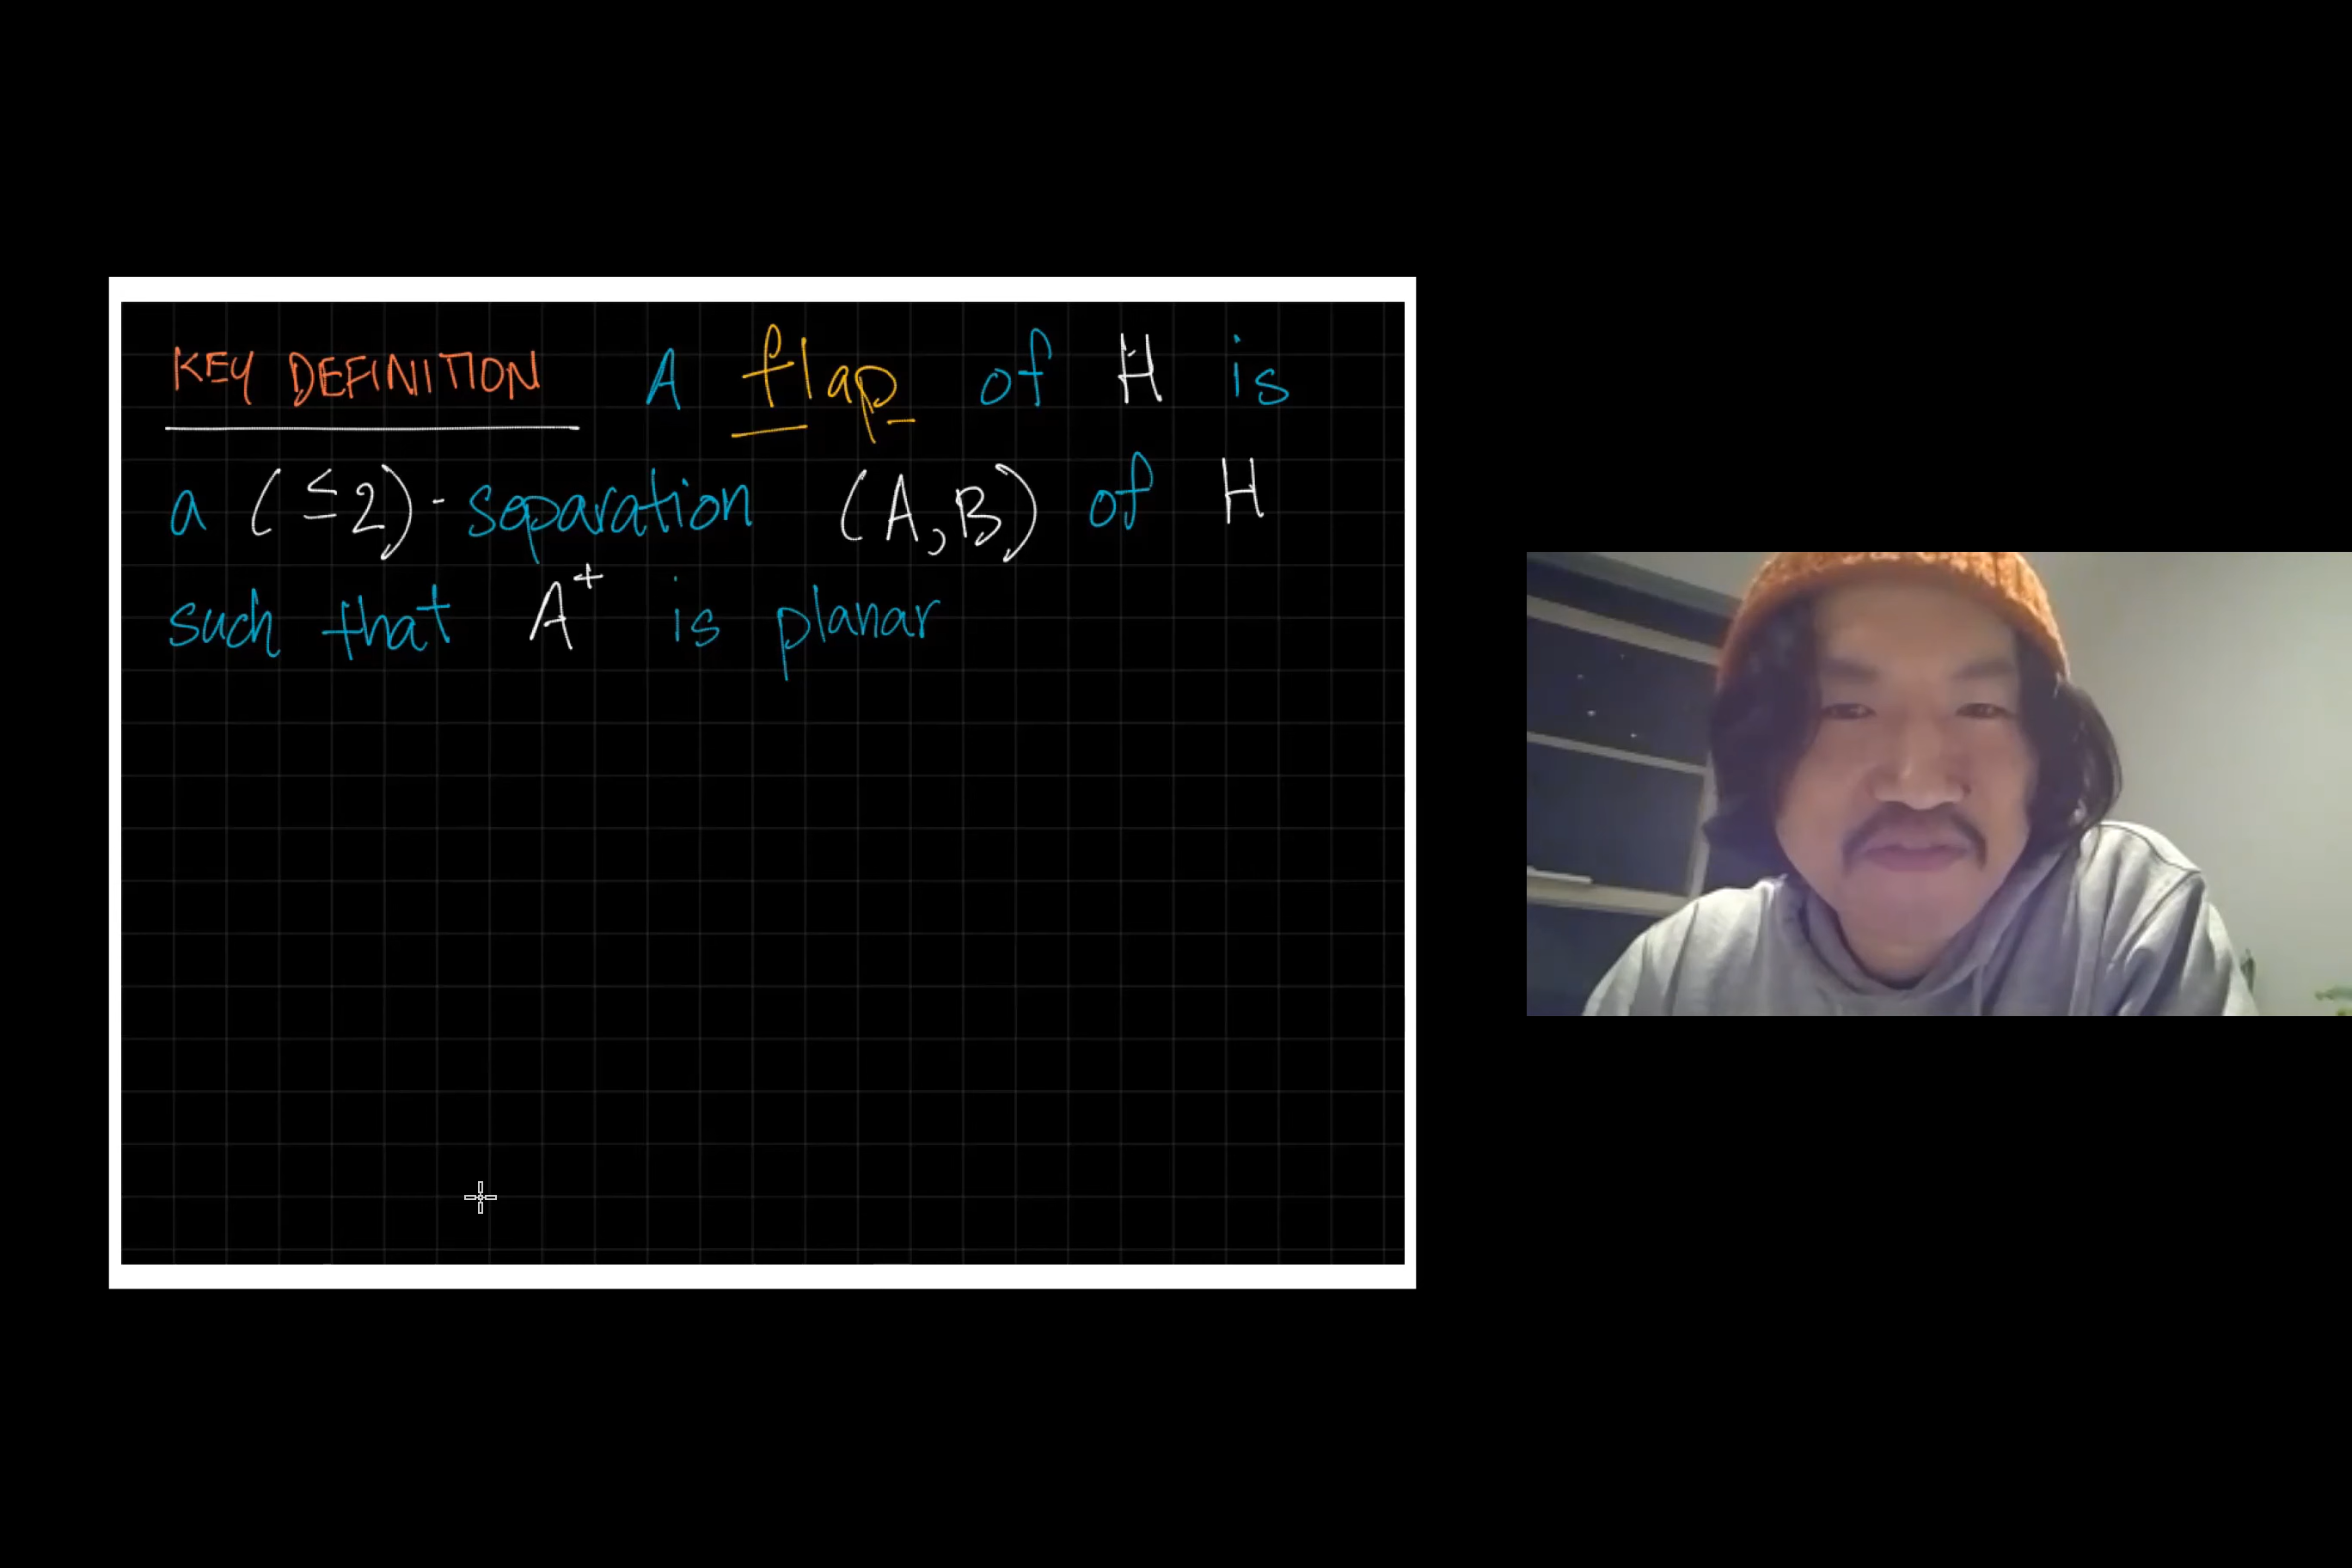 KEY DEFINITION A flap of H is
a (≤2)-separation (A,B) of H
such that A⁺ is planar